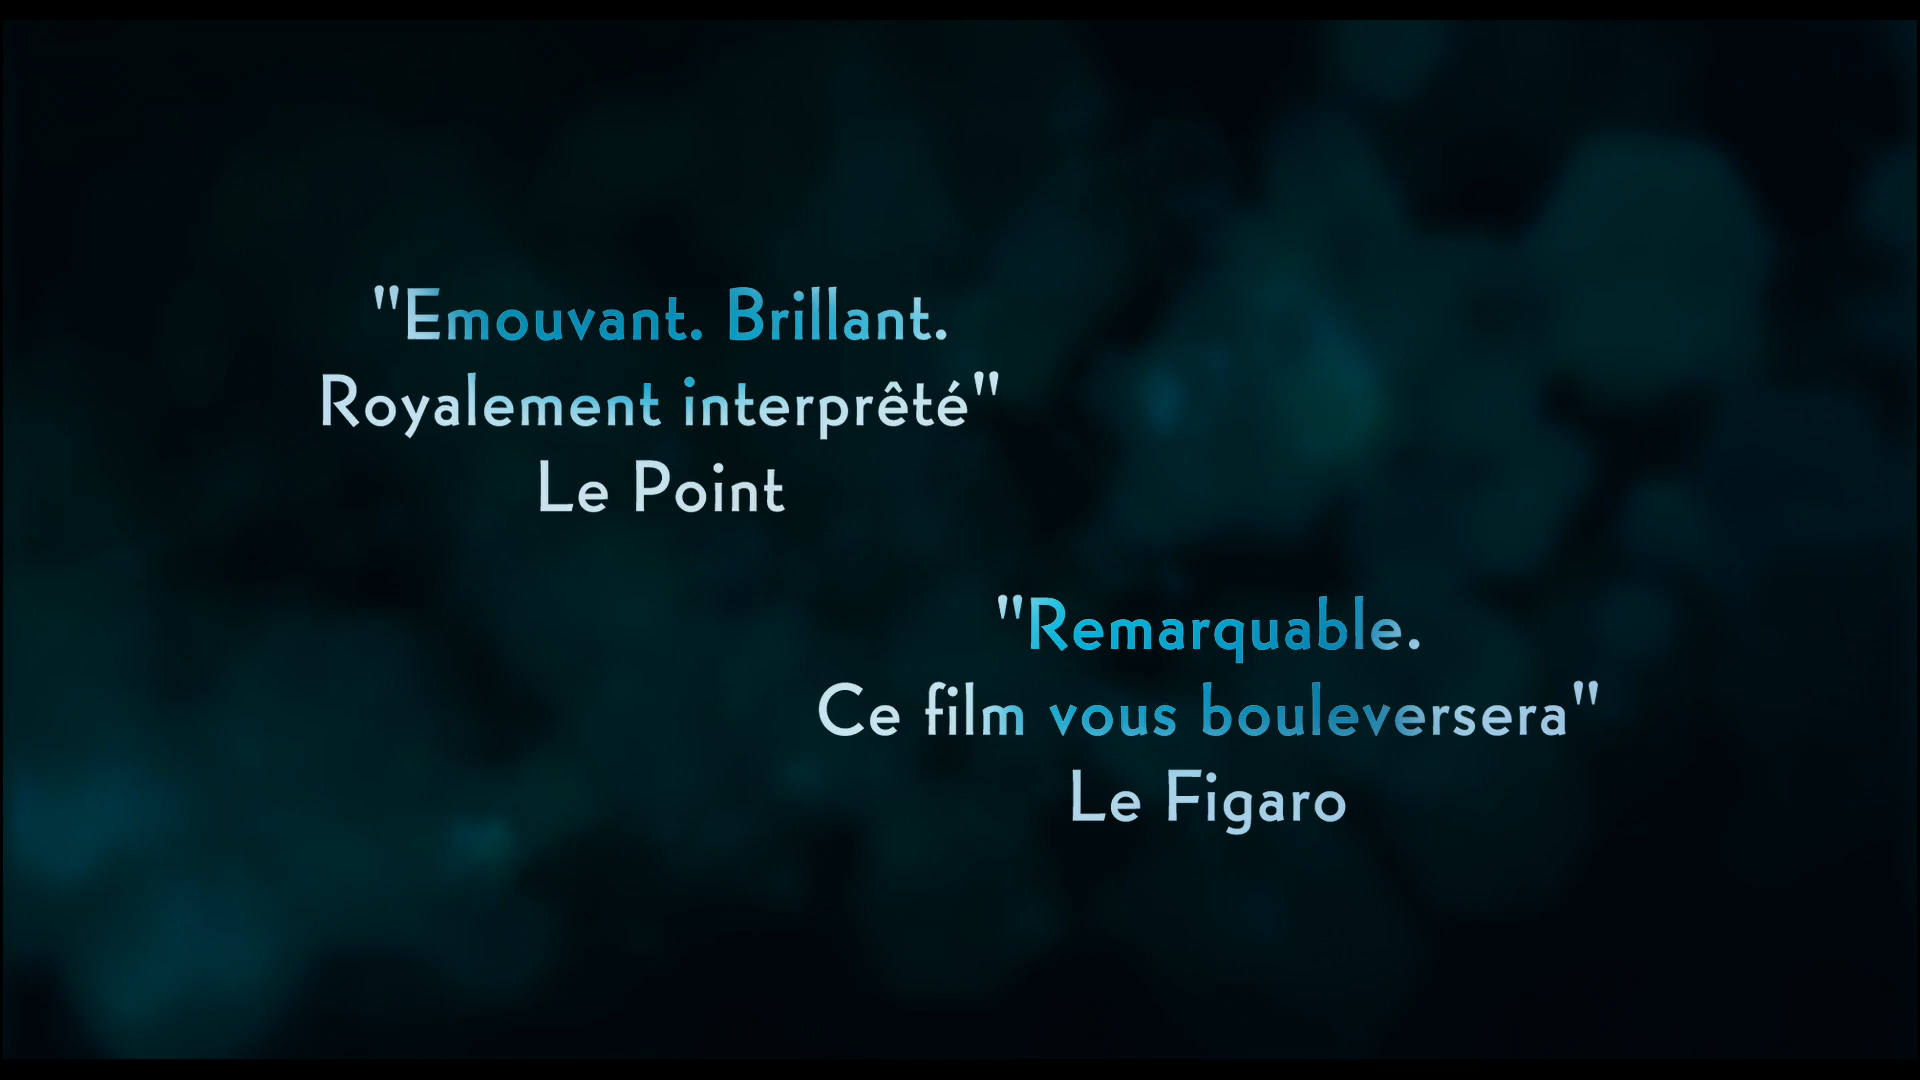 "Emouvant. Brillant.
Royalement interprêté"
Le Point
"Remarquable.
Ce film vous bouleversera"
Le Figaro